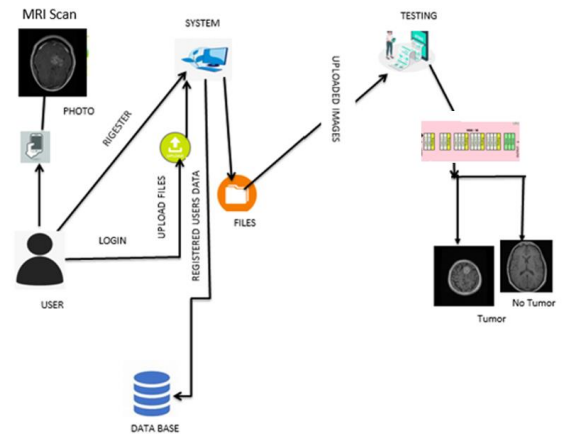 MRI Scan
SYSTEM
TESTING
PHOTO
RIGESTER
UPLOADED IMAGES
UPLOAD FILES
REGISTERED USERS DATA
LOGIN
FILES
USER
No Tumor
Tumor
DATA BASE